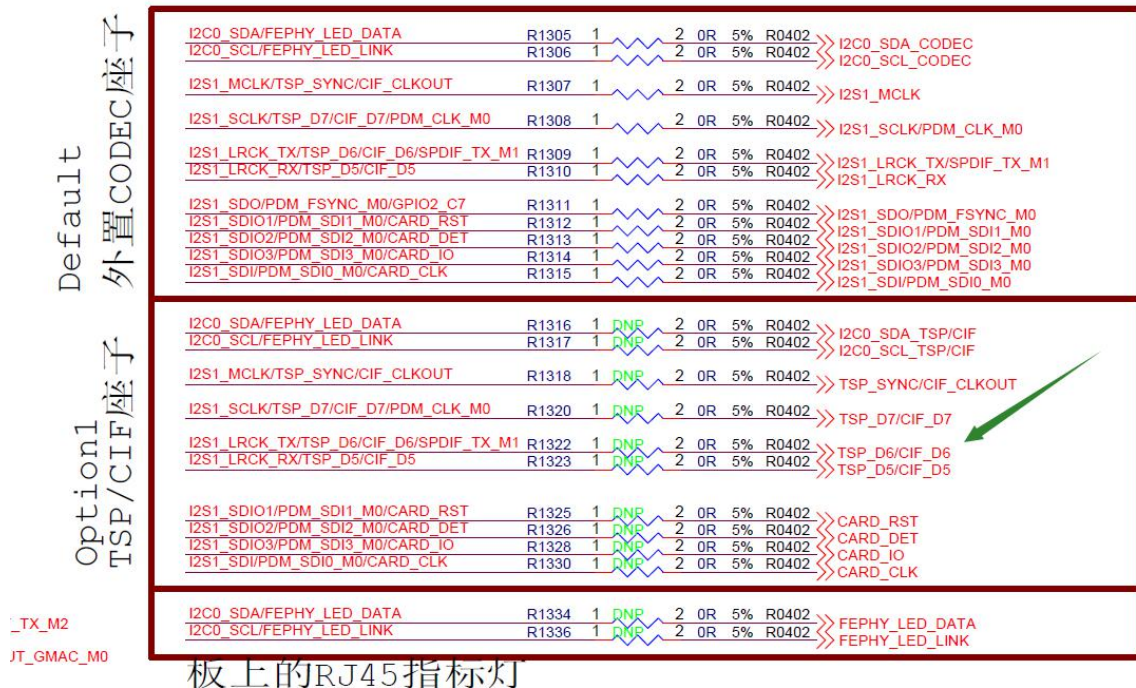 Default
外置CODEC座子
I2C0_SDA/FEPHY_LED_DATA R1305 1 2 0R 5% R0402 I2C0_SDA_CODEC
I2C0_SCL/FEPHY_LED_LINK R1306 1 2 0R 5% R0402 I2C0_SCL_CODEC
I2S1_MCLK/TSP_SYNC/CIF_CLKOUT R1307 1 2 0R 5% R0402 I2S1_MCLK
I2S1_SCLK/TSP_D7/CIF_D7/PDM_CLK_M0 R1308 1 2 0R 5% R0402 I2S1_SCLK/PDM_CLK_M0
I2S1_LRCK_TX/TSP_D6/CIF_D6/SPDIF_TX_M1 R1309 1 2 0R 5% R0402 I2S1_LRCK_TX/SPDIF_TX_M1
I2S1_LRCK_RX/TSP_D5/CIF_D5 R1310 1 2 0R 5% R0402 I2S1_LRCK_RX
I2S1_SDO/PDM_FSYNC_M0/GPIO2_C7 R1311 1 2 0R 5% R0402 I2S1_SDO/PDM_FSYNC_M0
I2S1_SDIO1/PDM_SDI1_M0/CARD_RST R1312 1 2 0R 5% R0402 I2S1_SDIO1/PDM_SDI1_M0
I2S1_SDIO2/PDM_SDI2_M0/CARD_DET R1313 1 2 0R 5% R0402 I2S1_SDIO2/PDM_SDI2_M0
I2S1_SDIO3/PDM_SDI3_M0/CARD_IO R1314 1 2 0R 5% R0402 I2S1_SDIO3/PDM_SDI3_M0
I2S1_SDI/PDM_SDI0_M0/CARD_CLK R1315 1 2 0R 5% R0402 I2S1_SDI/PDM_SDI0_M0
Option1
TSP/CIF座子
I2C0_SDA/FEPHY_LED_DATA R1316 1 DNP 2 0R 5% R0402 I2C0_SDA_TSP/CIF
I2C0_SCL/FEPHY_LED_LINK R1317 1 DNP 2 0R 5% R0402 I2C0_SCL_TSP/CIF
I2S1_MCLK/TSP_SYNC/CIF_CLKOUT R1318 1 DNP 2 0R 5% R0402 TSP_SYNC/CIF_CLKOUT
I2S1_SCLK/TSP_D7/CIF_D7/PDM_CLK_M0 R1320 1 DNP 2 0R 5% R0402 TSP_D7/CIF_D7
I2S1_LRCK_TX/TSP_D6/CIF_D6/SPDIF_TX_M1 R1322 1 DNP 2 0R 5% R0402 TSP_D6/CIF_D6
I2S1_LRCK_RX/TSP_D5/CIF_D5 R1323 1 DNP 2 0R 5% R0402 TSP_D5/CIF_D5
I2S1_SDIO1/PDM_SDI1_M0/CARD_RST R1325 1 DNP 2 0R 5% R0402 CARD_RST
I2S1_SDIO2/PDM_SDI2_M0/CARD_DET R1326 1 DNP 2 0R 5% R0402 CARD_DET
I2S1_SDIO3/PDM_SDI3_M0/CARD_IO R1328 1 DNP 2 0R 5% R0402 CARD_IO
I2S1_SDI/PDM_SDI0_M0/CARD_CLK R1330 1 DNP 2 0R 5% R0402 CARD_CLK
I2C0_SDA/FEPHY_LED_DATA R1334 1 DNP 2 0R 5% R0402 FEPHY_LED_DATA
I2C0_SCL/FEPHY_LED_LINK R1336 1 DNP 2 0R 5% R0402 FEPHY_LED_LINK
_TX_M2
JT_GMAC_M0
板上的RJ45指标灯